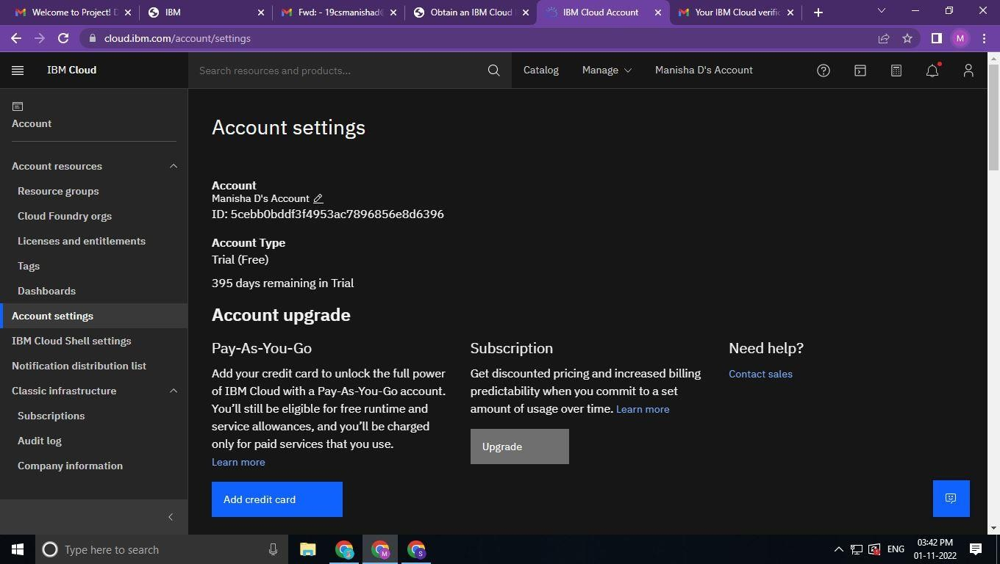 Welcome to Project! D
IBM
Fwd: - 19csmanishad@
Obtain an IBM Cloud
IBM Cloud Account
Your IBM Cloud verific
cloud.ibm.com/account/settings
M
IBM Cloud
Search resources and products...
Catalog
Manage
Manisha D's Account
Account
Account resources
Resource groups
Cloud Foundry orgs
Licenses and entitlements
Tags
Dashboards
Account settings
IBM Cloud Shell settings
Notification distribution list
Classic infrastructure
Subscriptions
Audit log
Company information
Account settings
Account
Manisha D's Account
ID: 5cebb0bddf3f4953ac7896856e8d6396
Account Type
Trial (Free)
395 days remaining in Trial
Account upgrade
Pay-As-You-Go
Add your credit card to unlock the full power
of IBM Cloud with a Pay-As-You-Go account.
You’ll still be eligible for free runtime and
service allowances, and you’ll be charged
only for paid services that you use.
Learn more
Add credit card
Subscription
Get discounted pricing and increased billing
predictability when you commit to a set
amount of usage over time. Learn more
Upgrade
Need help?
Contact sales
Type here to search
M
S
ENG
03:42 PM
01-11-2022